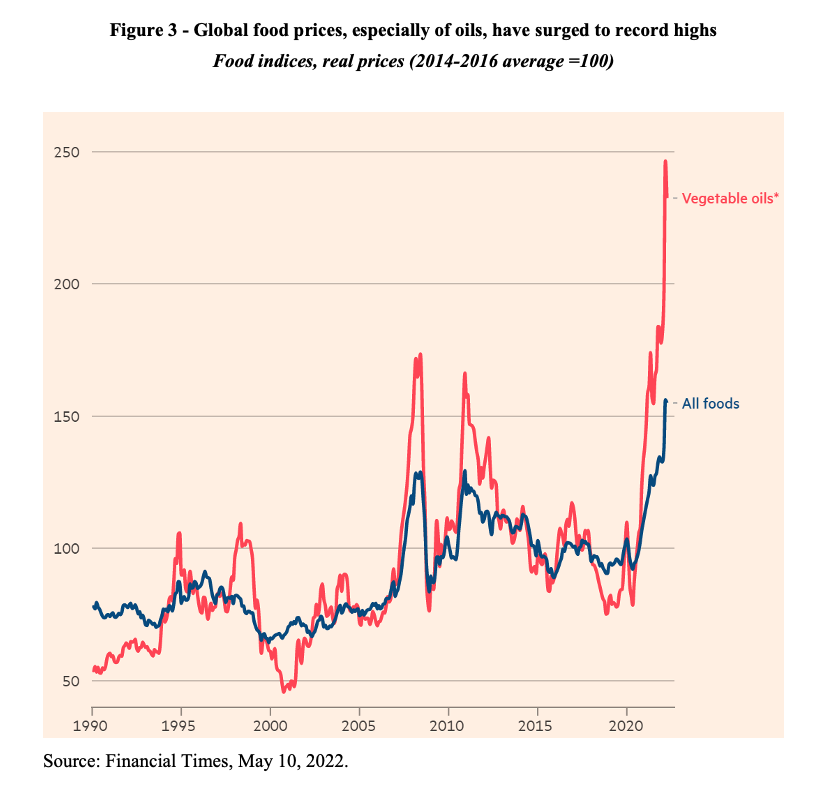 Figure 3 - Global food prices, especially of oils, have surged to record highs
Food indices, real prices (2014-2016 average =100)
250
Vegetable oils*
200
All foods
150
100
50
1990 1995 2000 2005 2010 2015 2020
Source: Financial Times, May 10, 2022.